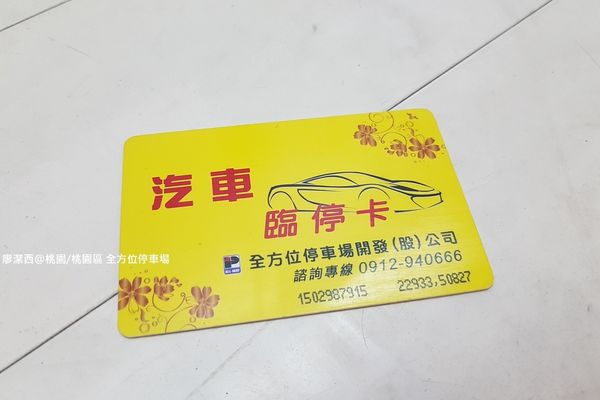 汽車
臨停卡
全方位停車場開發(股)公司
諮詢專線 0912-940666
1502987915 22933,50827
廖潔西@桃園/桃園區 全方位停車場